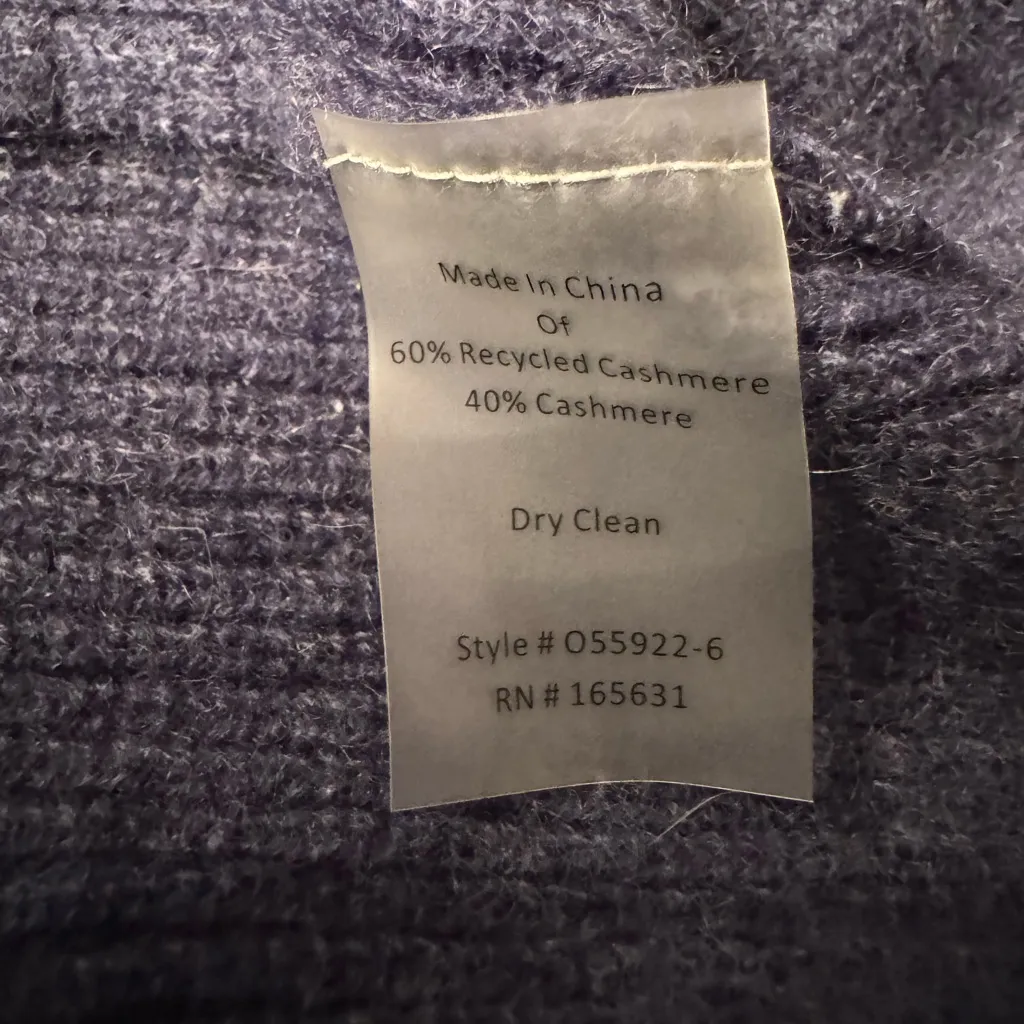 Made In China
Of
60% Recycled Cashmere
40% Cashmere
Dry Clean
Style # O55922-6
RN # 165631